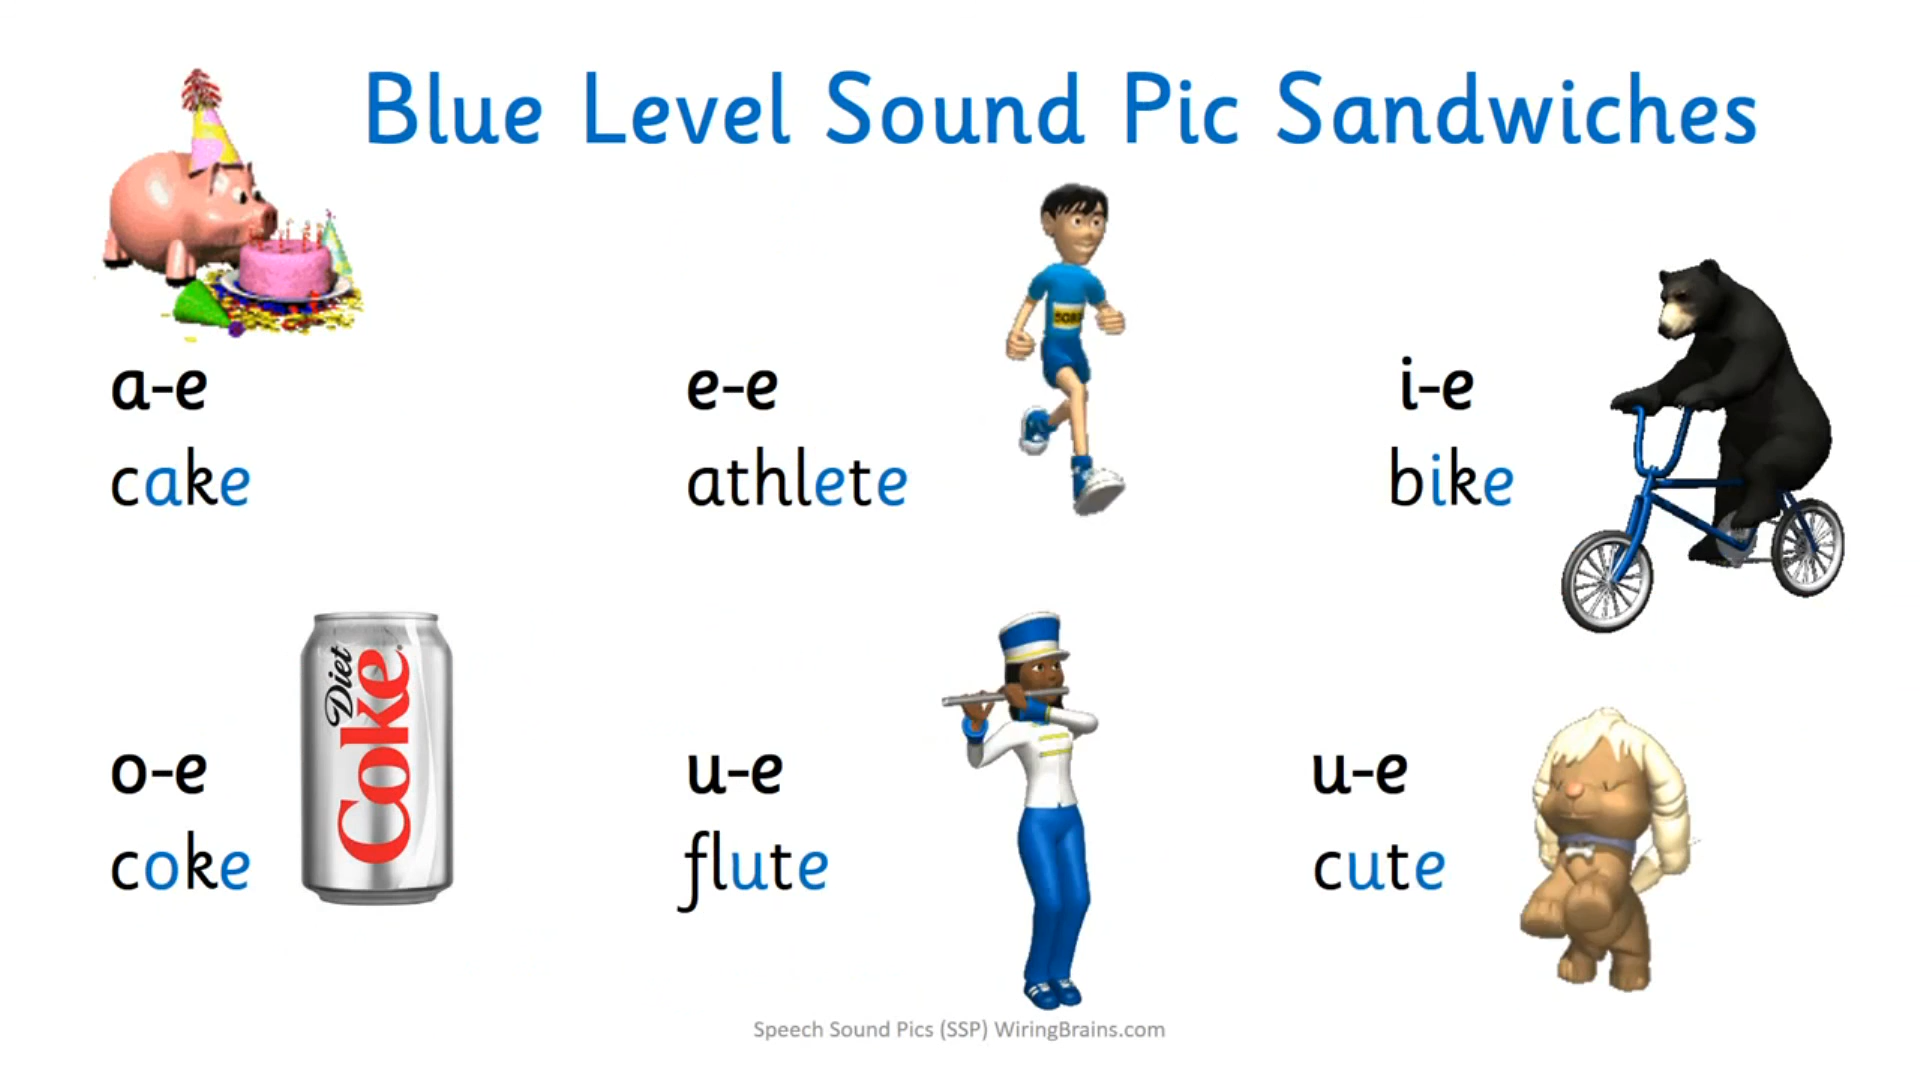 Blue Level Sound Pic Sandwiches
a-e
cake
e-e
athlete
i-e
bike
o-e
coke
Diet
Coke
u-e
flute
u-e
cute
Speech Sound Pics (SSP) WiringBrains.com